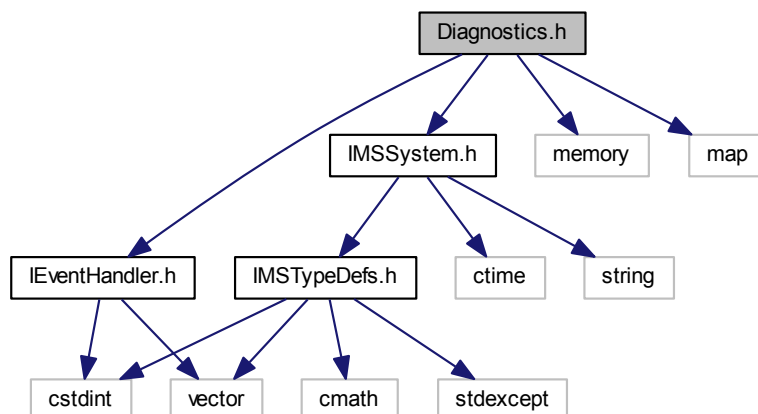 Diagnostics.h
IMSSystem.h
memory
map
IEventHandler.h
IMSTypeDefs.h
ctime
string
cstdint
vector
cmath
stdexcept